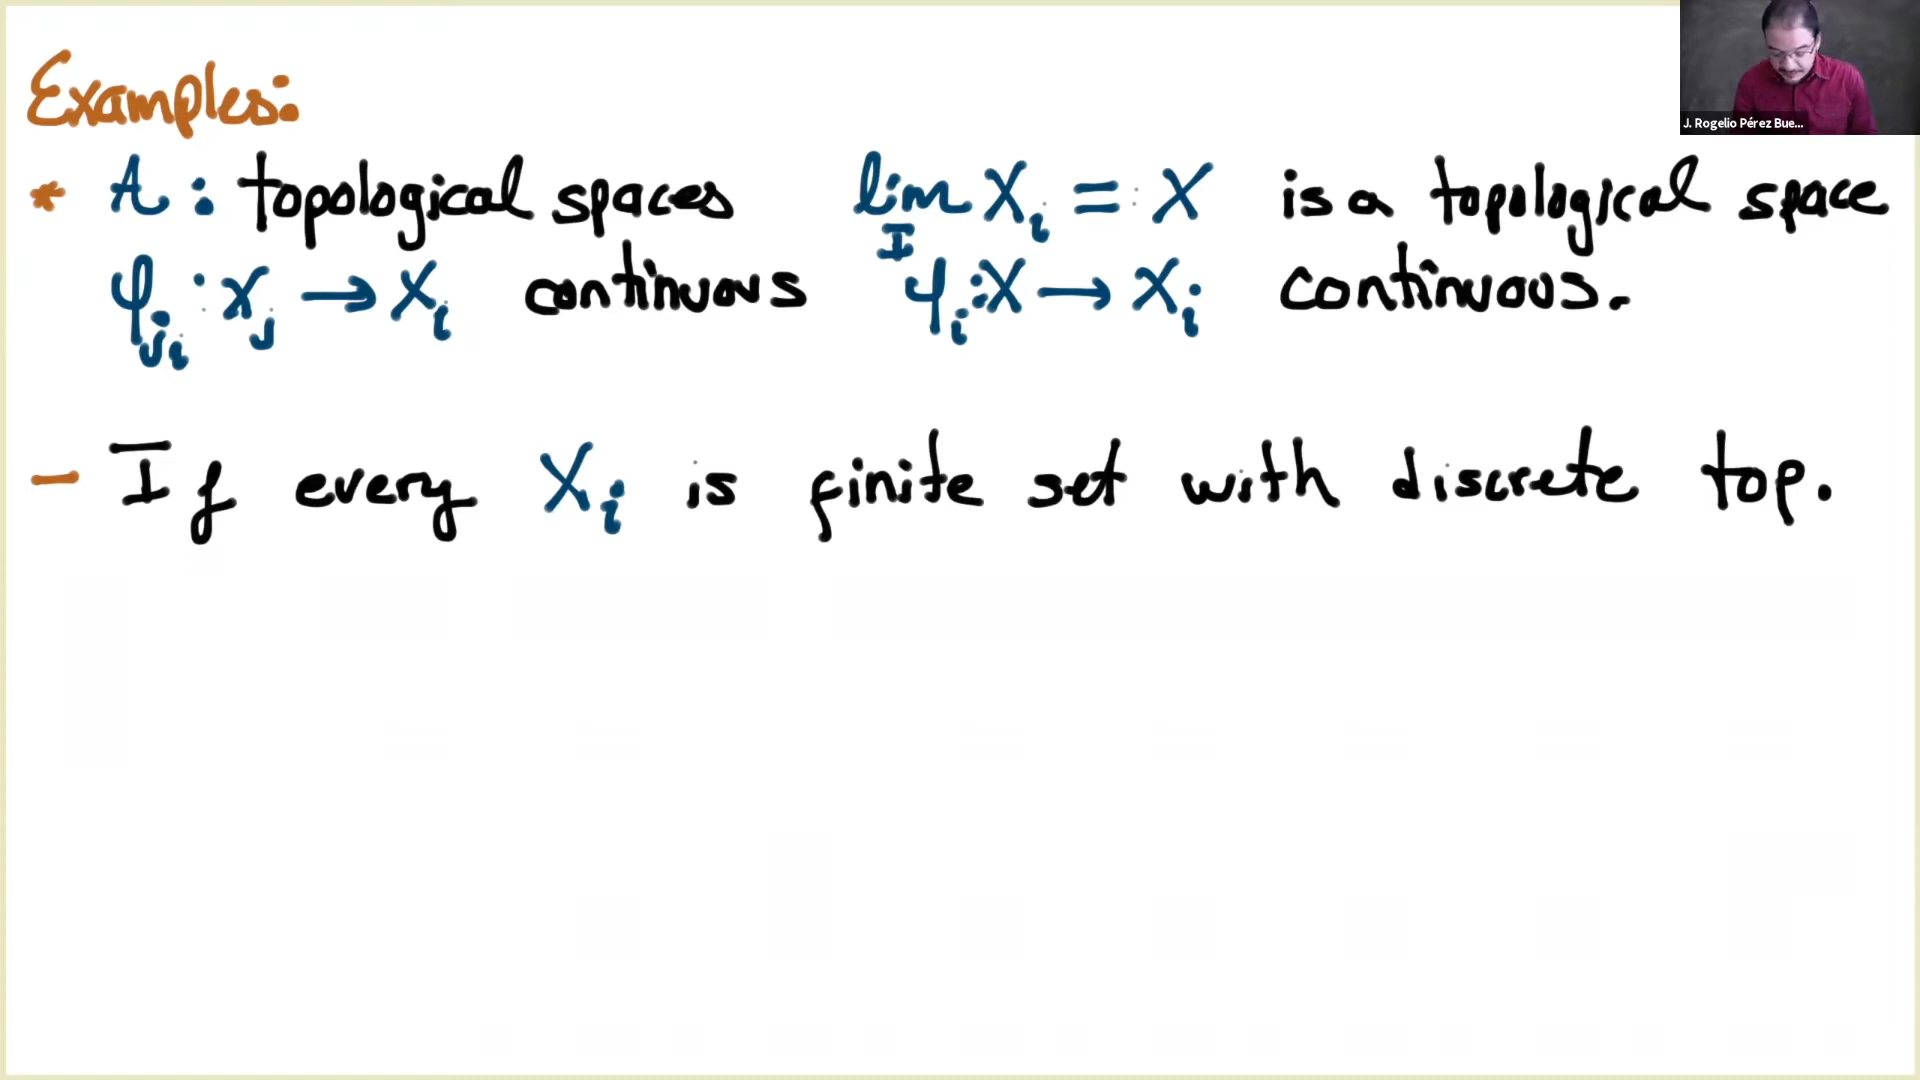 Examples:
* A: topological spaces lim X_i = X is a topological space
I
φ_ji : X_j → X_i continuous φ_i : X → X_i continuous.
- If every X_i is finite set with discrete top.
J. Rogelio Pérez Bue...